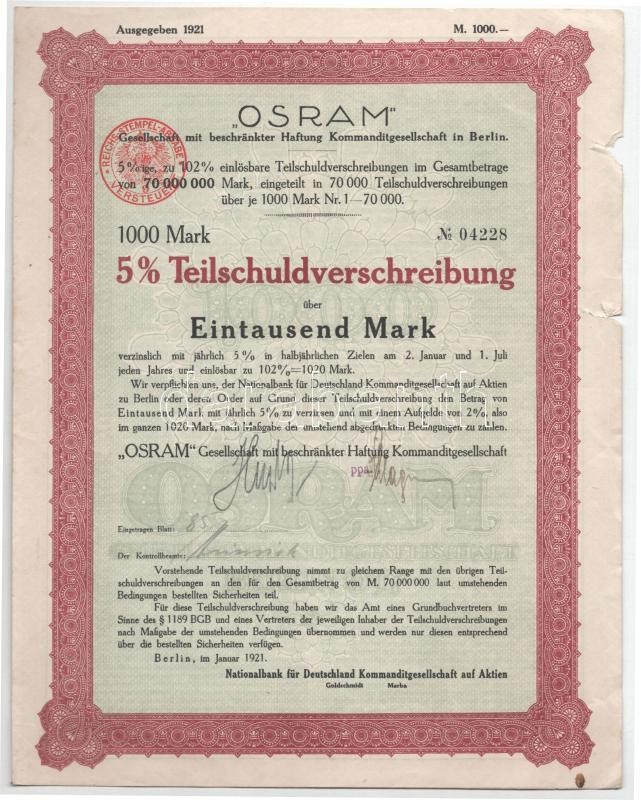 Ausgegeben 1921 M. 1000.—
„OSRAM"
Gesellschaft mit beschränkter Haftung Kommanditgesellschaft in Berlin.
REICHS-STEMPELABGABE
VERSTEUERT
5%ige, zu 102% einlösbare Teilschuldverschreibungen im Gesamtbetrage
von 70 000 000 Mark, eingeteilt in 70 000 Teilschuldverschreibungen
über je 1000 Mark Nr. 1—70 000.
1000 Mark № 04228
5% Teilschuldverschreibung
über
Eintausend Mark
verzinslich mit jährlich 5% in halbjährlichen Zielen am 2. Januar und 1. Juli
jeden Jahres und einlösbar zu 102%=1020 Mark.
Wir verpflichten uns, der Nationalbank für Deutschland Kommanditgesellschaft auf Aktien
zu Berlin oder deren Order auf Grund dieser Teilschuldverschreibung den Betrag von
Eintausend Mark mit jährlich 5% zu verzinsen und mit einem Aufgelde von 2%, also
im ganzen 1020 Mark, nach Maßgabe der umstehend abgedruckten Bedingungen zu zahlen.
„OSRAM" Gesellschaft mit beschränkter Haftung Kommanditgesellschaft
ppa.
OSRAM
Eingetragen Blatt: 85
Der Kontrollbeamte:
Vorstehende Teilschuldverschreibung nimmt zu gleichem Range mit den übrigen Teil-
schuldverschreibungen an den für den Gesamtbetrag von M. 70 000 000 laut umstehenden
Bedingungen bestellten Sicherheiten teil.
Für diese Teilschuldverschreibung haben wir das Amt eines Grundbuchvertreters im
Sinne des § 1189 BGB und eines Vertreters der jeweiligen Inhaber der Teilschuldverschreibungen
nach Maßgabe der umstehenden Bedingungen übernommen und werden nur diesen entsprechend
über die bestellten Sicherheiten verfügen.
Berlin, im Januar 1921.
Nationalbank für Deutschland Kommanditgesellschaft auf Aktien
Goldschmidt Marba